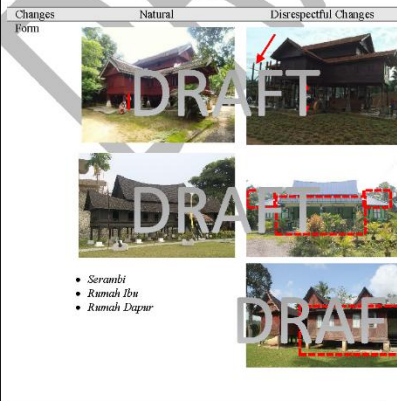 Changes Natural Disrespectful Changes
Form
DRAFT
DRAFT
• Serambi
• Rumah Ibu
• Rumah Dapur
DRAF